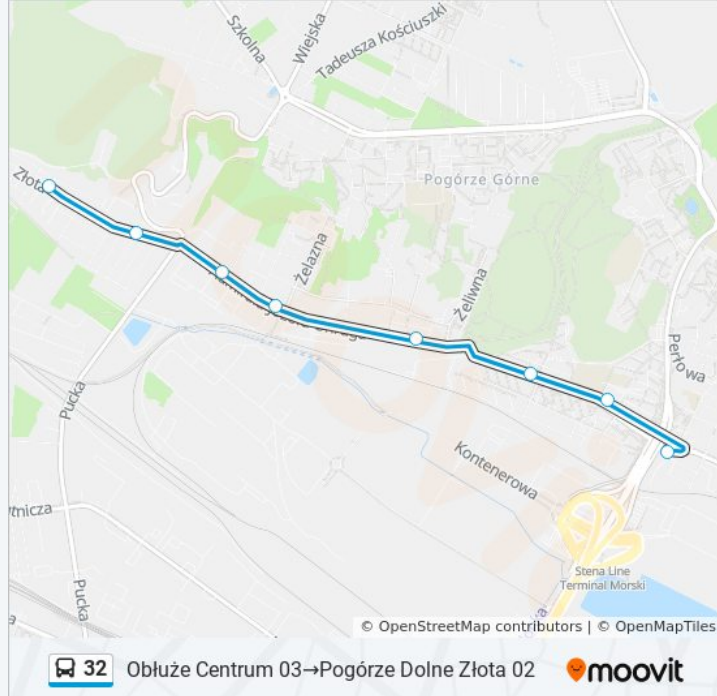 Szkolna
Wiejska
Tadeusza Kościuszki
Pogórze Górne
Złota
Żelazna
Żeliwna
Perłowa
Pucka
Kontenerowa
Stena Line
Terminal Morski
Pucka
© OpenStreetMap contributors | © OpenMapTiles
32 Obłuże Centrum 03→Pogórze Dolne Złota 02 moovit